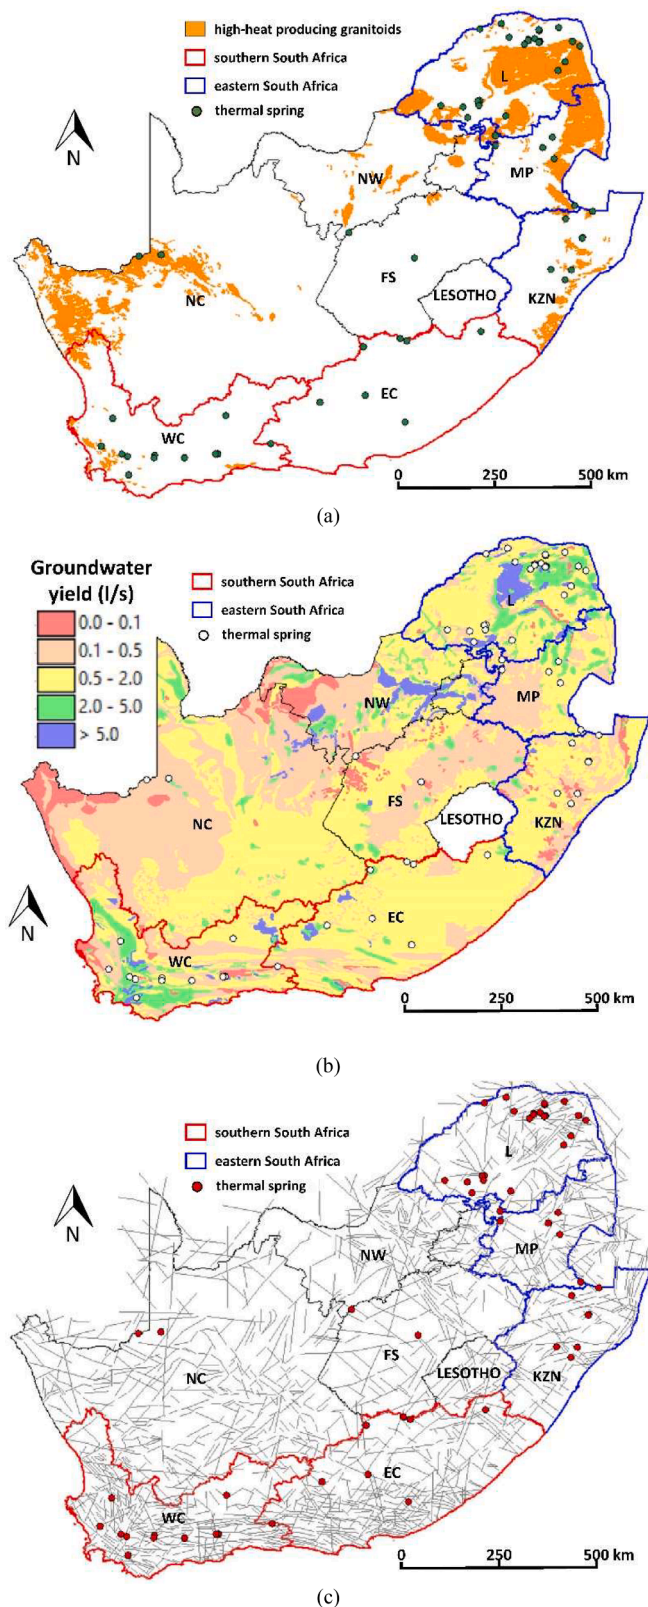 high-heat producing granitoids
southern South Africa
eastern South Africa
thermal spring
N
L
NW
MP
FS
LESOTHO
KZN
NC
EC
WC
0 250 500 km
(a)
Groundwater
yield (l/s)
0.0 - 0.1
0.1 - 0.5
0.5 - 2.0
2.0 - 5.0
> 5.0
southern South Africa
eastern South Africa
thermal spring
L
NW
MP
FS
LESOTHO
KZN
NC
N
EC
WC
0 250 500 km
(b)
southern South Africa
eastern South Africa
thermal spring
N
L
NW
MP
FS
LESOTHO
KZN
NC
EC
WC
0 250 500 km
(c)